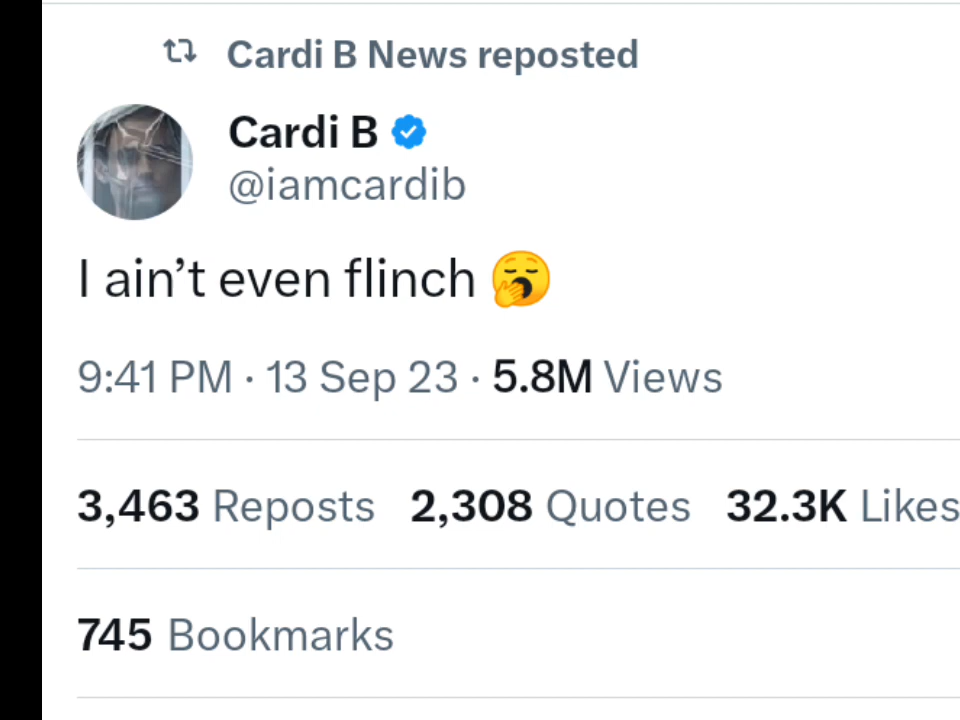 Cardi B News reposted
Cardi B
@iamcardib
I ain’t even flinch 🥱
9:41 PM · 13 Sep 23 · 5.8M Views
3,463 Reposts 2,308 Quotes 32.3K Likes
745 Bookmarks